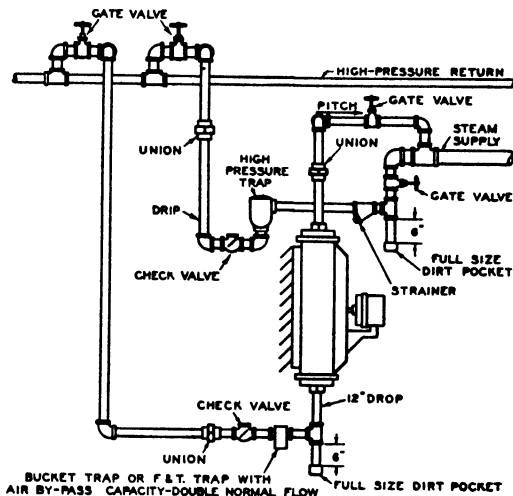 GATE VALVE
HIGH-PRESSURE RETURN
PITCH
GATE VALVE
STEAM
SUPPLY
UNION
UNION
HIGH
PRESSURE
TRAP
GATE VALVE
DRIP
6"
CHECK VALVE
STRAINER
FULL SIZE
DIRT POCKET
12" DROP
CHECK VALVE
UNION
6"
BUCKET TRAP OR F.&T. TRAP WITH
AIR BY-PASS CAPACITY-DOUBLE NORMAL FLOW
FULL SIZE DIRT POCKET